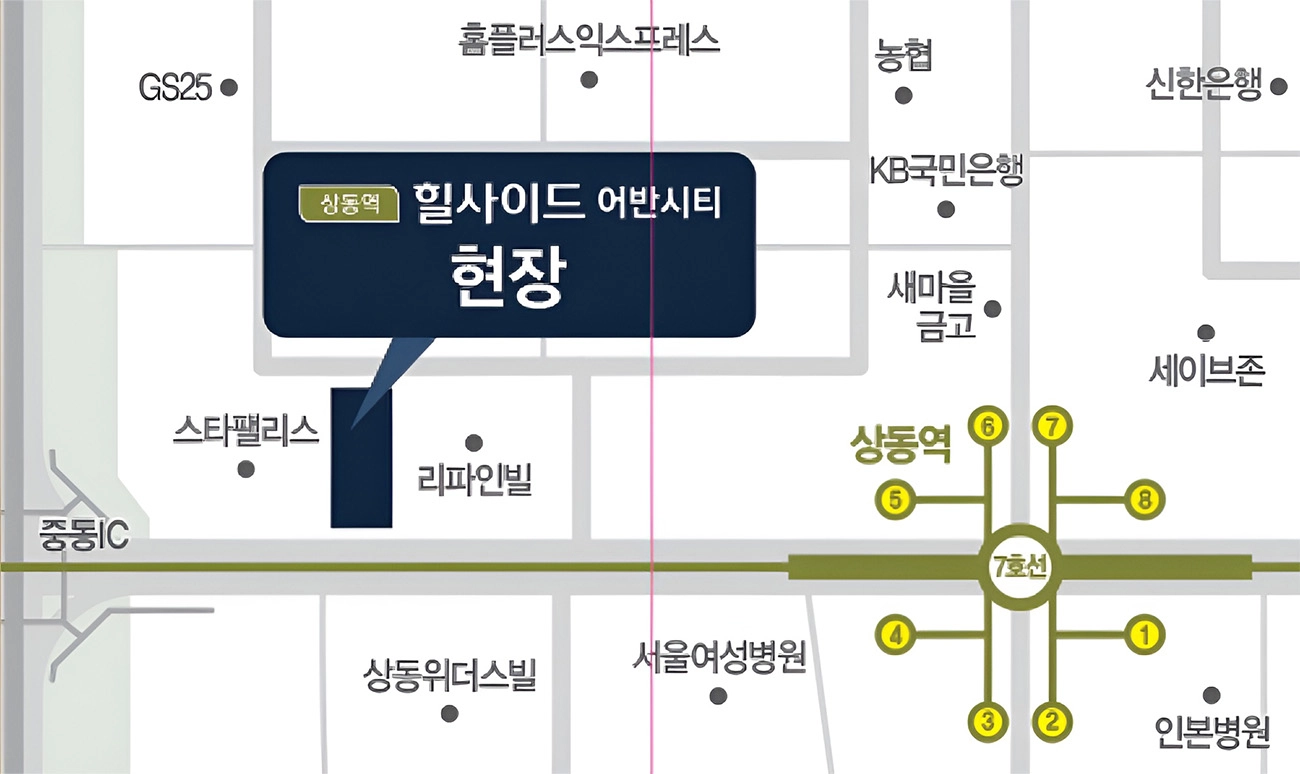 홈플러스익스프레스
농협
GS25
신한은행
KB국민은행
상동역 힐사이드 어반시티
현장
새마을
금고
세이브존
스타팰리스
리파인빌
상동역
6
7
5
8
중동IC
7호선
4
1
서울여성병원
상동위더스빌
3
2
인본병원